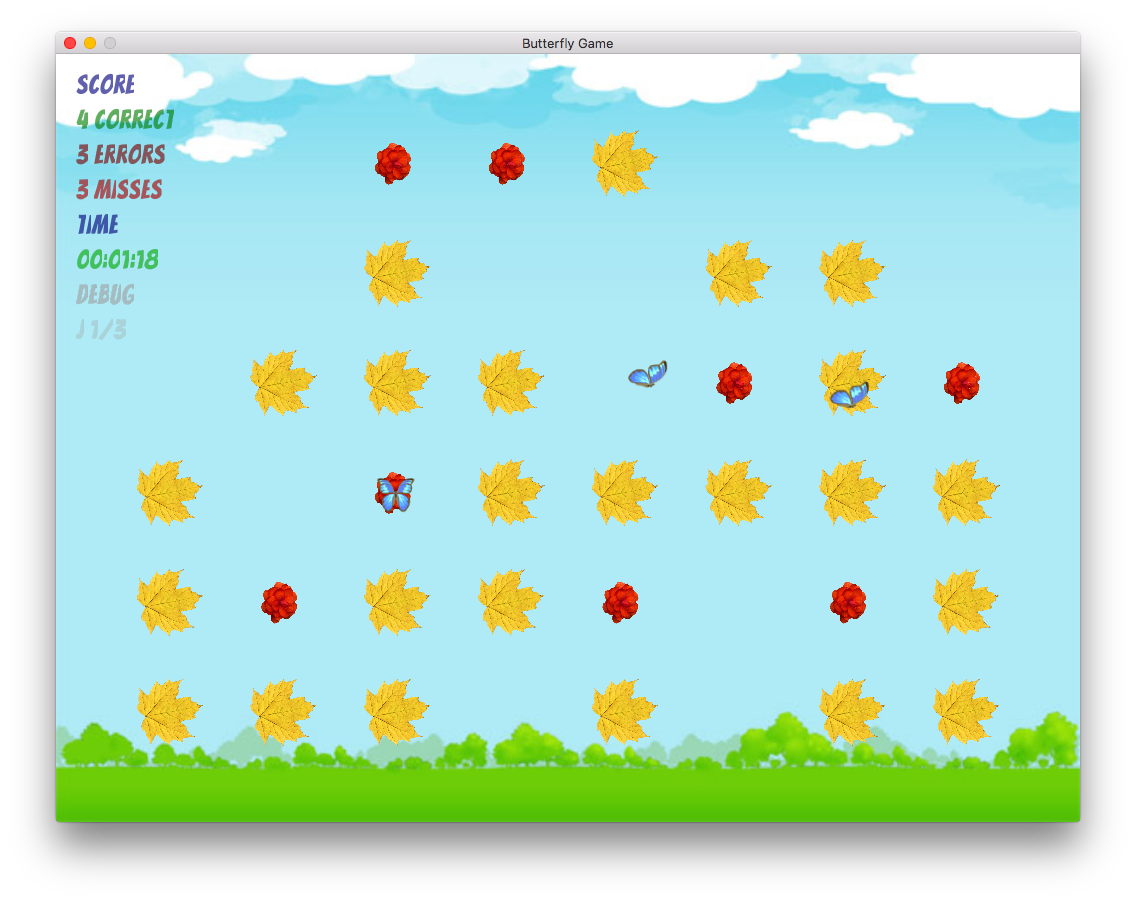 Butterfly Game
SCORE
4 CORRECT
3 ERRORS
3 MISSES
TIME
00:01:18
DEBUG
J 1/3